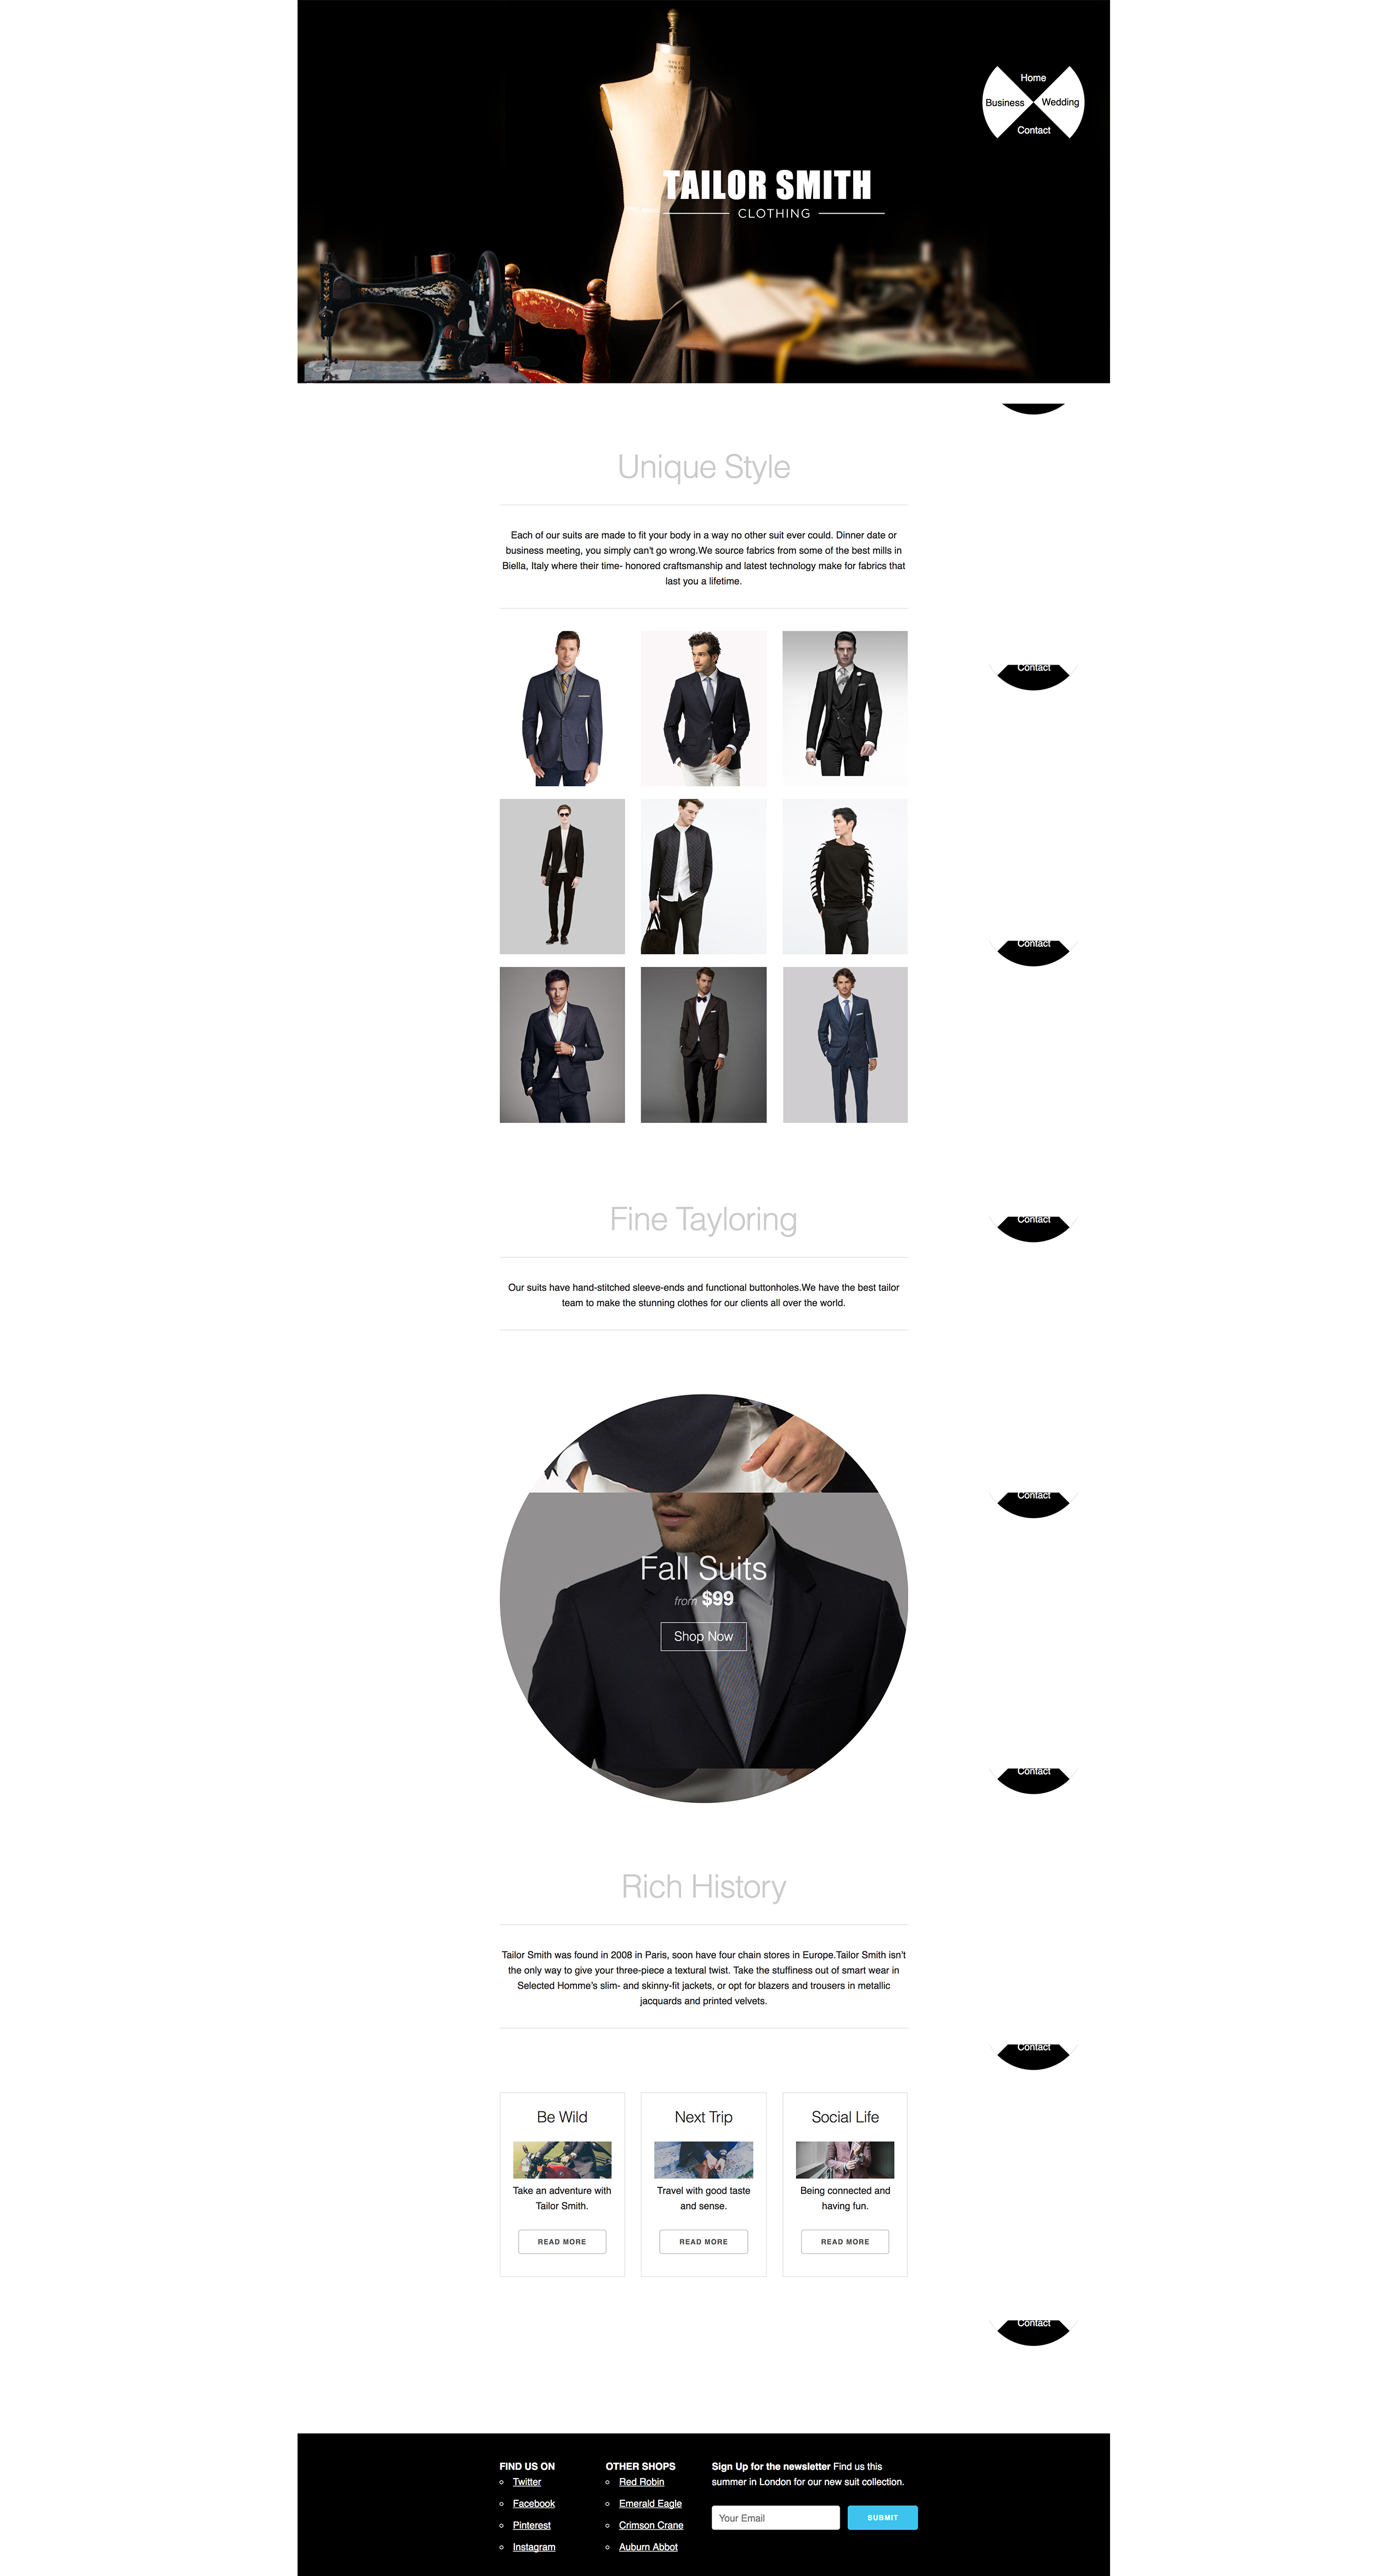 Home
Business Wedding
Contact
TAILOR SMITH
CLOTHING
Unique Style
Each of our suits are made to fit your body in a way no other suit ever could. Dinner date or
business meeting, you simply can't go wrong.We source fabrics from some of the best mills in
Biella, Italy where their time- honored craftsmanship and latest technology make for fabrics that
last you a lifetime.
Contact
Contact
Fine Tayloring
Contact
Our suits have hand-stitched sleeve-ends and functional buttonholes.We have the best tailor
team to make the stunning clothes for our clients all over the world.
Contact
Fall Suits
from $99
Shop Now
Contact
Rich History
Tailor Smith was found in 2008 in Paris, soon have four chain stores in Europe.Tailor Smith isn't
the only way to give your three-piece a textural twist. Take the stuffiness out of smart wear in
Selected Homme's slim- and skinny-fit jackets, or opt for blazers and trousers in metallic
jacquards and printed velvets.
Contact
Be Wild
Take an adventure with
Tailor Smith.
READ MORE
Next Trip
Travel with good taste
and sense.
READ MORE
Social Life
Being connected and
having fun.
READ MORE
Contact
FIND US ON
Twitter
Facebook
Pinterest
Instagram
OTHER SHOPS
Red Robin
Emerald Eagle
Crimson Crane
Auburn Abbot
Sign Up for the newsletter Find us this
summer in London for our new suit collection.
Your Email
SUBMIT